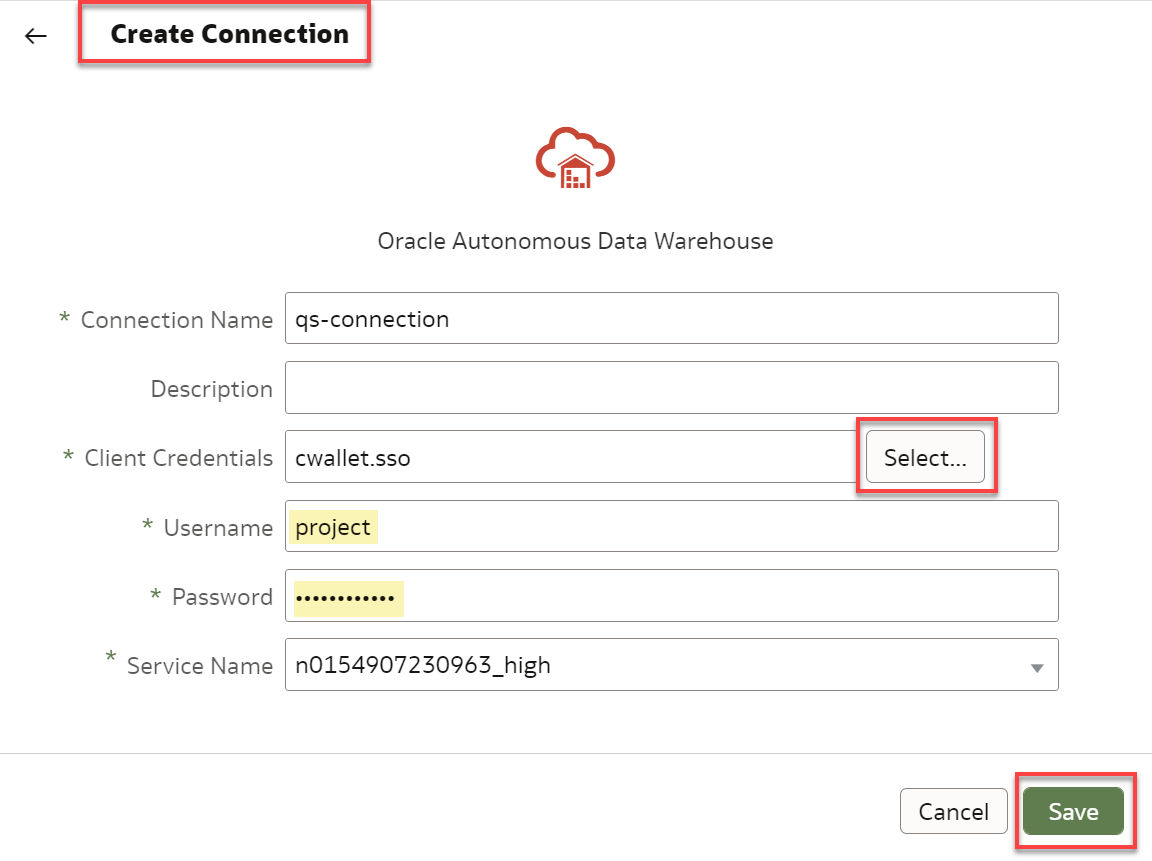 Create Connection
Oracle Autonomous Data Warehouse
* Connection Name qs-connection
Description
* Client Credentials cwallet.sso Select...
* Username project
* Password ••••••••••••
* Service Name n0154907230963_high
Cancel Save